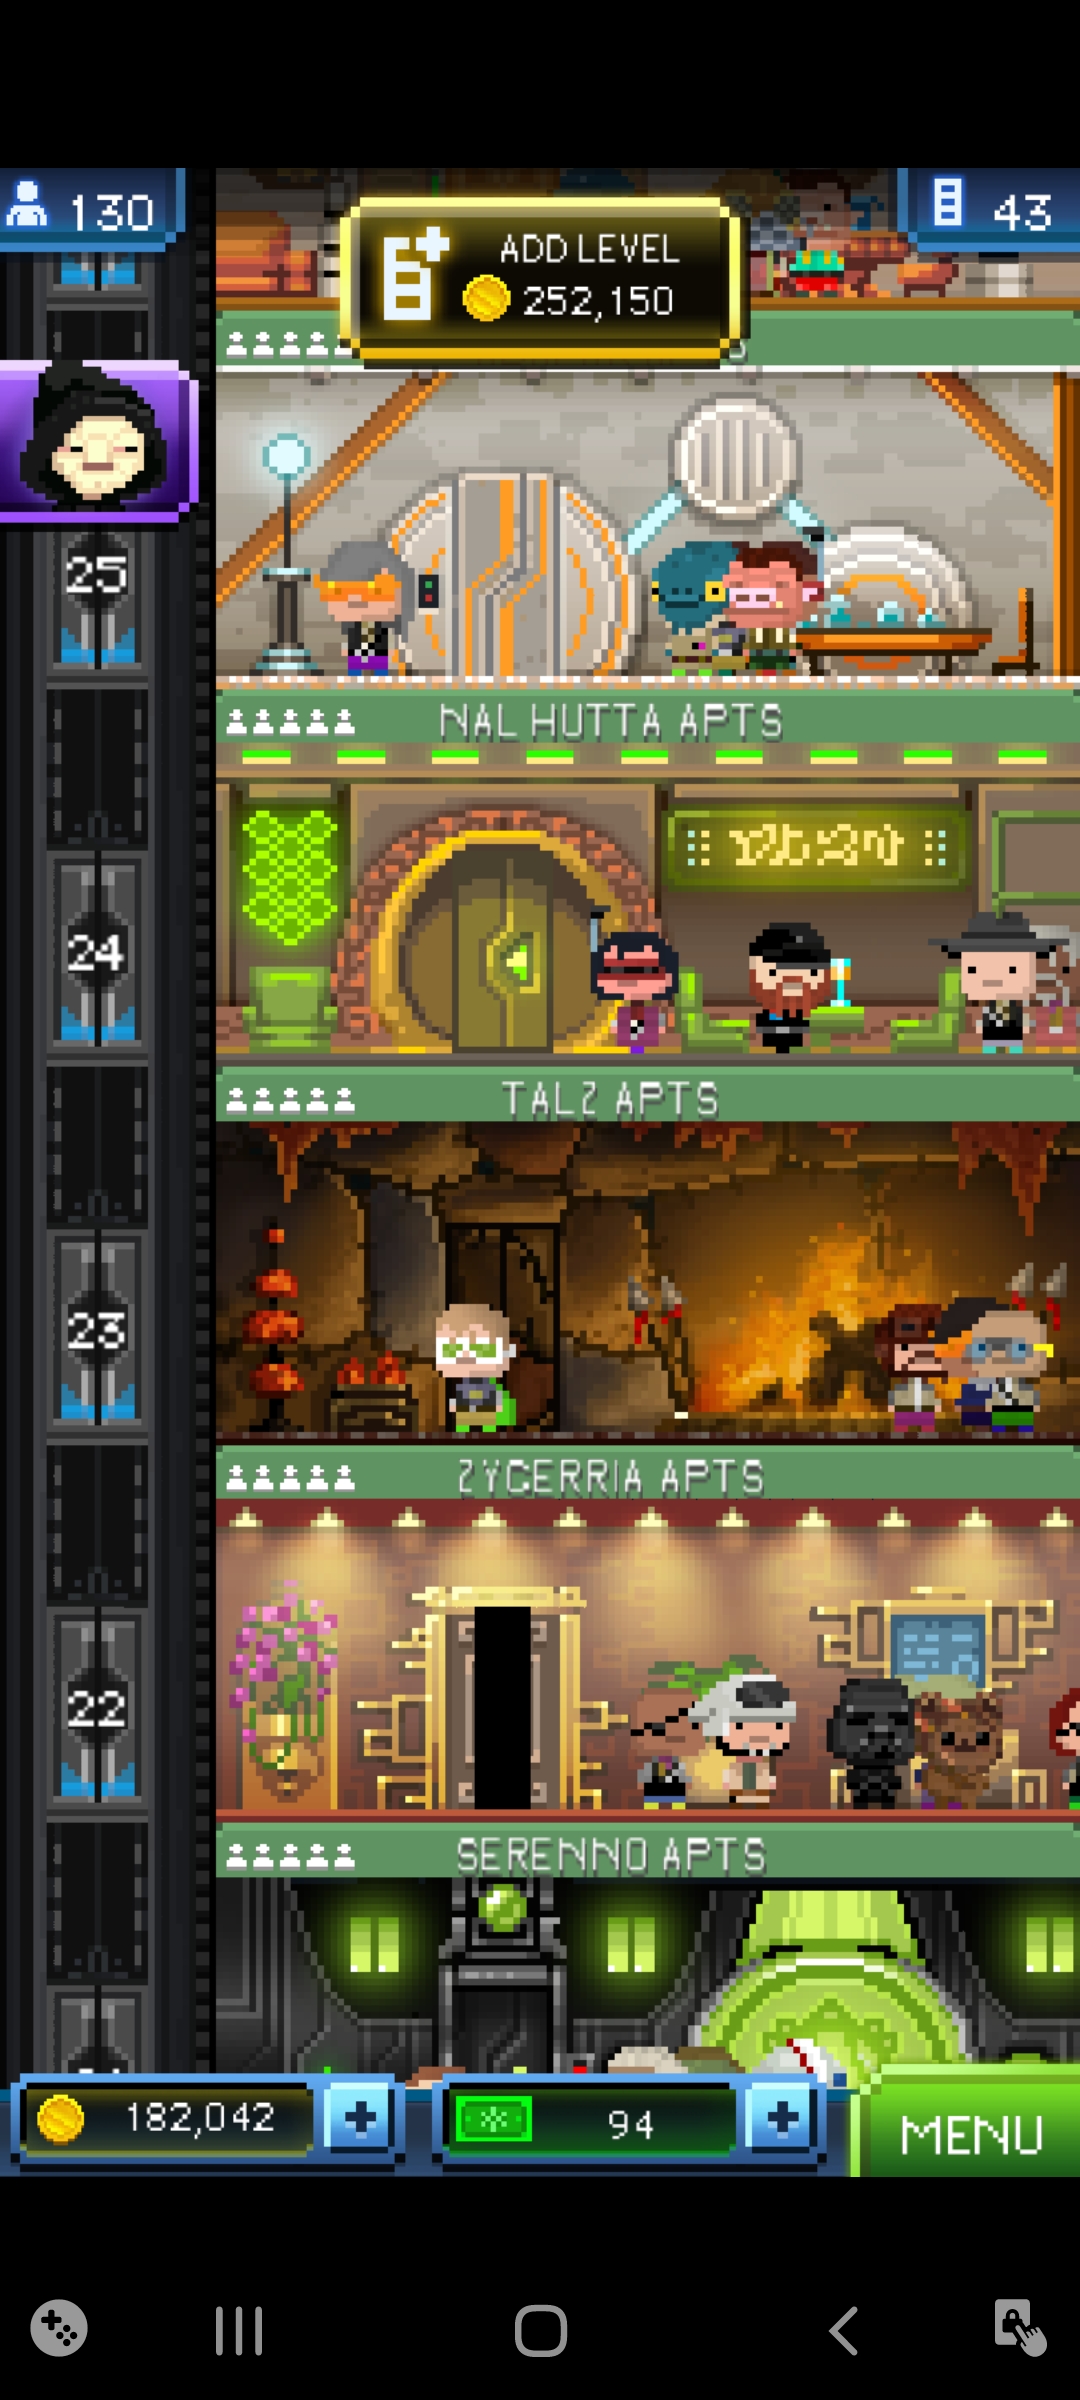 130
ADD LEVEL
252,150
43
25
NAL HUTTA APTS
24
TALZ APTS
23
ZYGERRIA APTS
22
SERENNO APTS
182,042
94
MENU